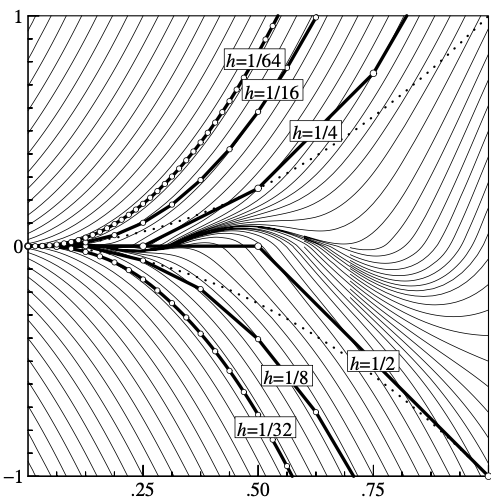 1
h=1/64
h=1/16
h=1/4
0
h=1/2
h=1/8
h=1/32
−1
.25 .50 .75